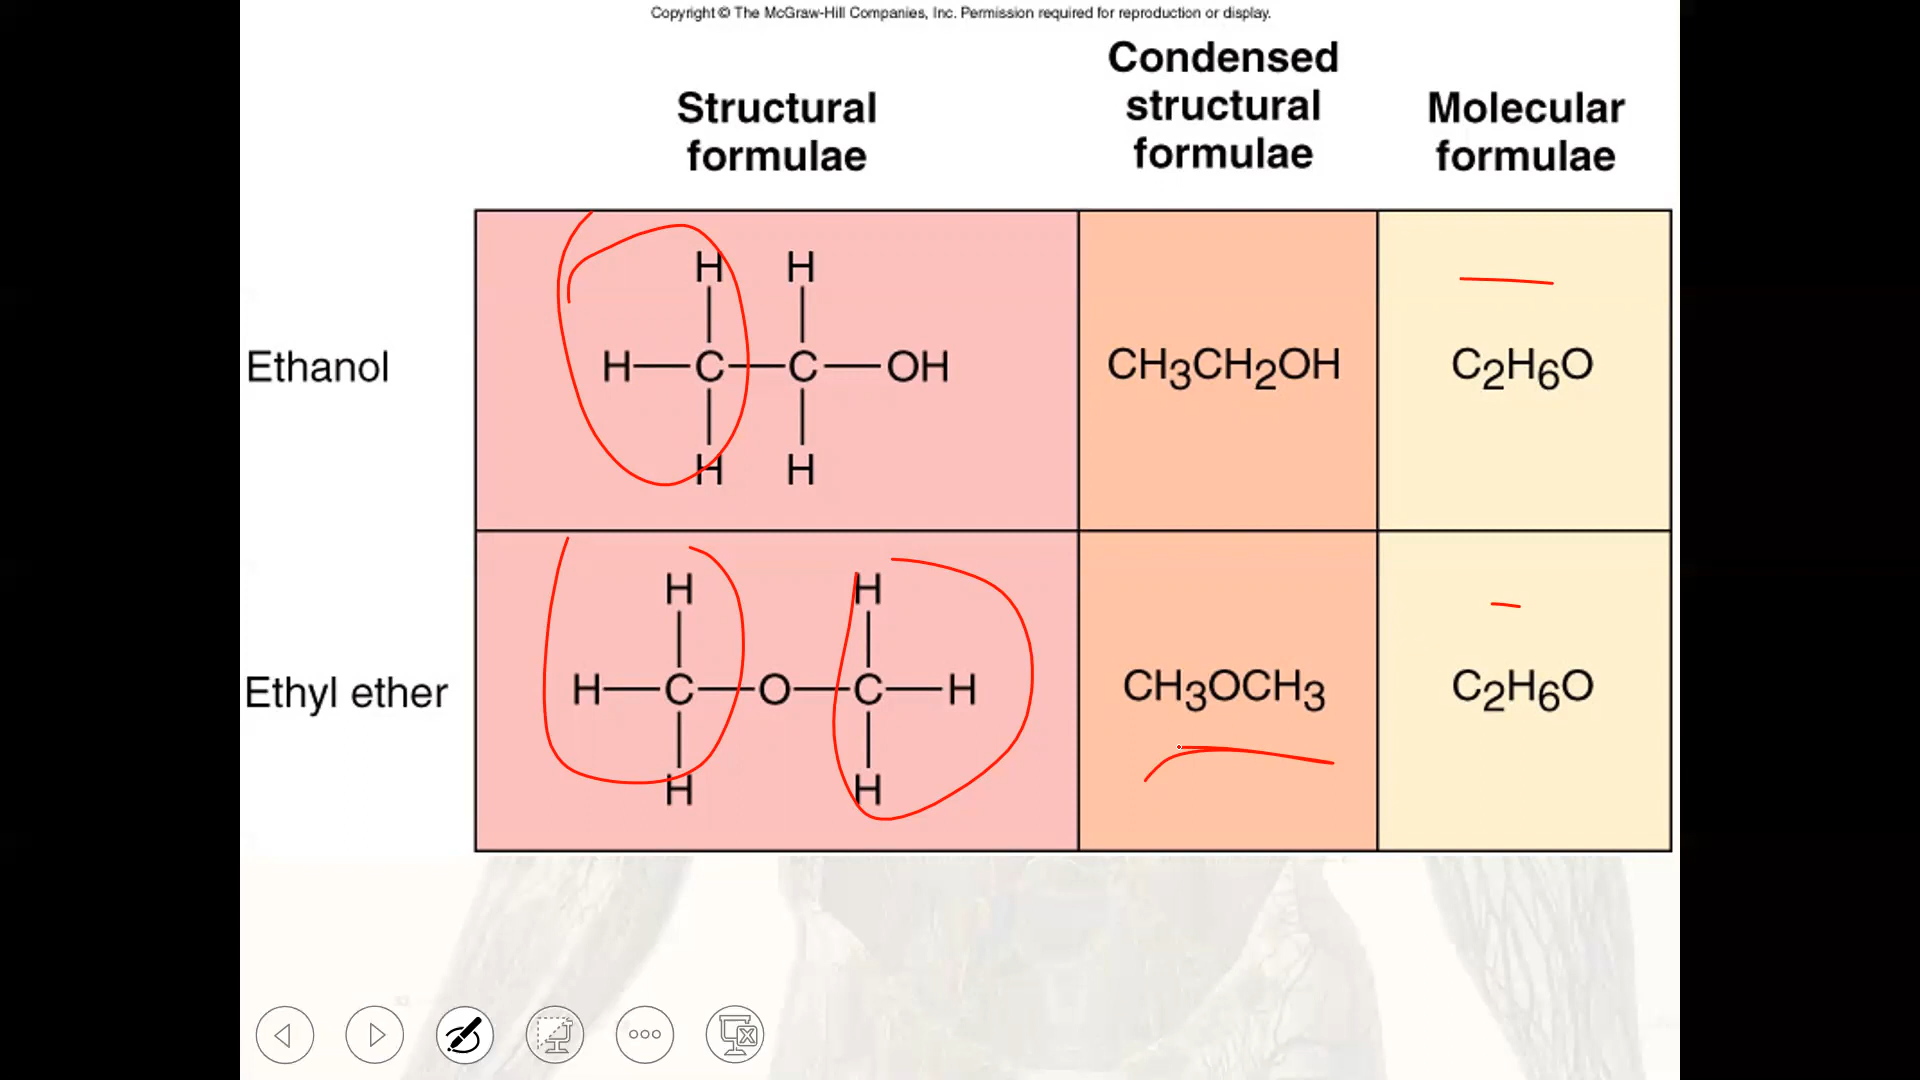 Copyright © The McGraw-Hill Companies, Inc. Permission required for reproduction or display.
Structural
formulae
Condensed
structural
formulae
Molecular
formulae
Ethanol
H H
H—C—C—OH
H H
CH3CH2OH
C2H6O
Ethyl ether
H H
H—C—O—C—H
H H
CH3OCH3
C2H6O